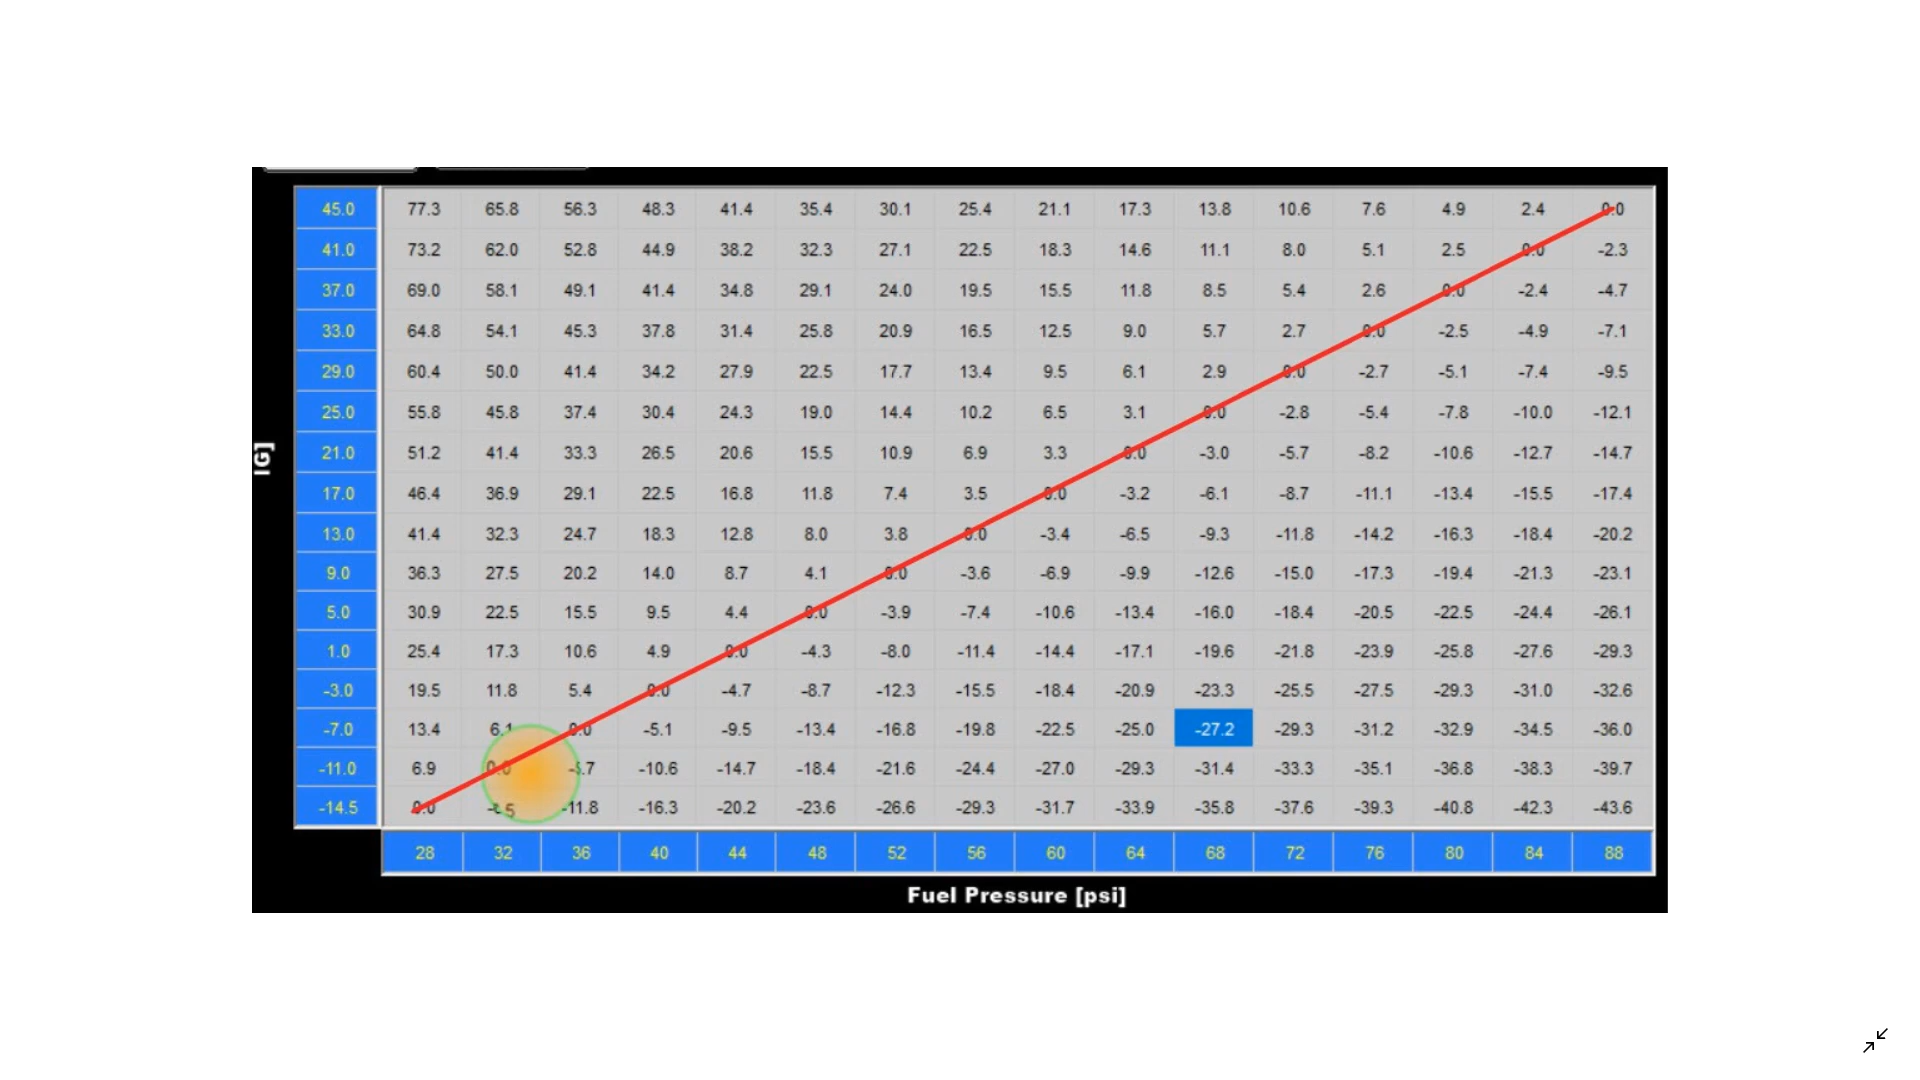 45.0 77.3 65.8 56.3 48.3 41.4 35.4 30.1 25.4 21.1 17.3 13.8 10.6 7.6 4.9 2.4 0.0
41.0 73.2 62.0 52.8 44.9 38.2 32.3 27.1 22.5 18.3 14.6 11.1 8.0 5.1 2.5 0.0 -2.3
37.0 69.0 58.1 49.1 41.4 34.8 29.1 24.0 19.5 15.5 11.8 8.5 5.4 2.6 0.0 -2.4 -4.7
33.0 64.8 54.1 45.3 37.8 31.4 25.8 20.9 16.5 12.5 9.0 5.7 2.7 0.0 -2.5 -4.9 -7.1
29.0 60.4 50.0 41.4 34.2 27.9 22.5 17.7 13.4 9.5 6.1 2.9 0.0 -2.7 -5.1 -7.4 -9.5
25.0 55.8 45.8 37.4 30.4 24.3 19.0 14.4 10.2 6.5 3.1 0.0 -2.8 -5.4 -7.8 -10.0 -12.1
IG]
21.0 51.2 41.4 33.3 26.5 20.6 15.5 10.9 6.9 3.3 0.0 -3.0 -5.7 -8.2 -10.6 -12.7 -14.7
17.0 46.4 36.9 29.1 22.5 16.8 11.8 7.4 3.5 0.0 -3.2 -6.1 -8.7 -11.1 -13.4 -15.5 -17.4
13.0 41.4 32.3 24.7 18.3 12.8 8.0 3.8 0.0 -3.4 -6.5 -9.3 -11.8 -14.2 -16.3 -18.4 -20.2
9.0 36.3 27.5 20.2 14.0 8.7 4.1 0.0 -3.6 -6.9 -9.9 -12.6 -15.0 -17.3 -19.4 -21.3 -23.1
5.0 30.9 22.5 15.5 9.5 4.4 0.0 -3.9 -7.4 -10.6 -13.4 -16.0 -18.4 -20.5 -22.5 -24.4 -26.1
1.0 25.4 17.3 10.6 4.9 0.0 -4.3 -8.0 -11.4 -14.4 -17.1 -19.6 -21.8 -23.9 -25.8 -27.6 -29.3
-3.0 19.5 11.8 5.4 0.0 -4.7 -8.7 -12.3 -15.5 -18.4 -20.9 -23.3 -25.5 -27.5 -29.3 -31.0 -32.6
-7.0 13.4 6.1 0.0 -5.1 -9.5 -13.4 -16.8 -19.8 -22.5 -25.0 -27.2 -29.3 -31.2 -32.9 -34.5 -36.0
-11.0 6.9 0.0 -10.6 -14.7 -18.4 -21.6 -24.4 -27.0 -29.3 -31.4 -33.3 -35.1 -36.8 -38.3 -39.7
-14.5 0.0 -11.8 -16.3 -20.2 -23.6 -26.6 -29.3 -31.7 -33.9 -35.8 -37.6 -39.3 -40.8 -42.3 -43.6
28 32 36 40 44 48 52 56 60 64 68 72 76 80 84 88
Fuel Pressure [psi]